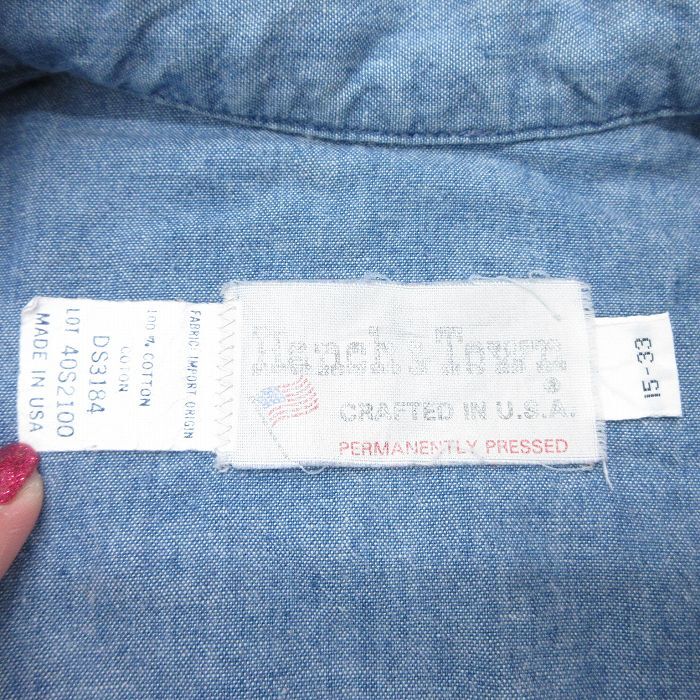 FABRIC IMPORT ORIGIN
100 % COTTON
COTON
DS3184
LOT 40S2100
MADE IN USA
Ranch & Town
®
CRAFTED IN U.S.A.
PERMANENTLY PRESSED
15-33